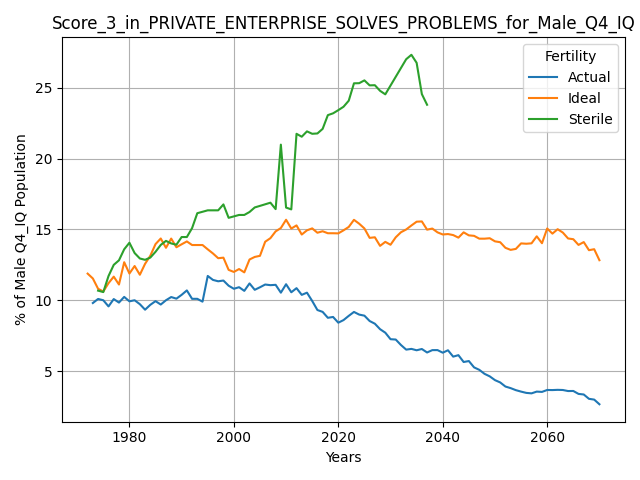 Score_3_in_PRIVATE_ENTERPRISE_SOLVES_PROBLEMS_for_Male_Q4_IQ
Fertility
Actual
Ideal
Sterile
% of Male Q4_IQ Population
25
20
15
10
5
1980
2000
2020
2040
2060
Years